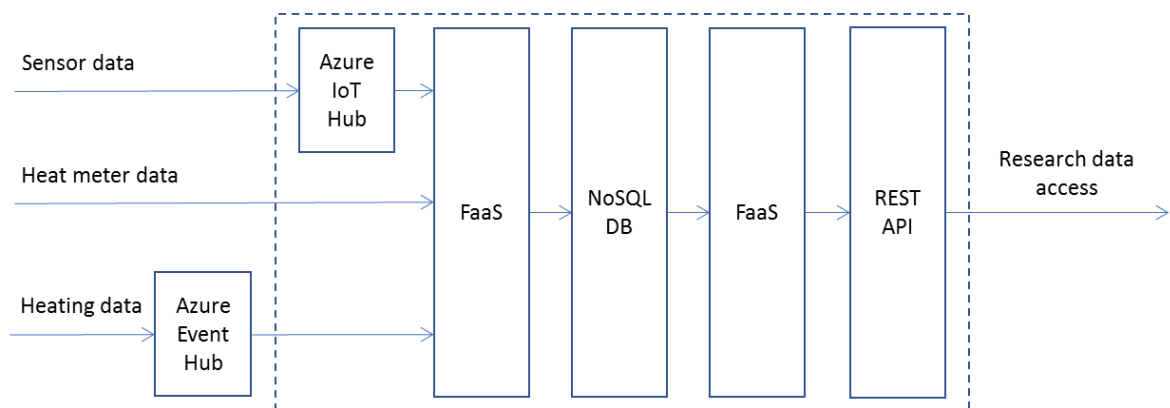 Sensor data
Azure
IoT
Hub
Heat meter data
Heating data
Azure
Event
Hub
FaaS
NoSQL
DB
FaaS
REST
API
Research data
access